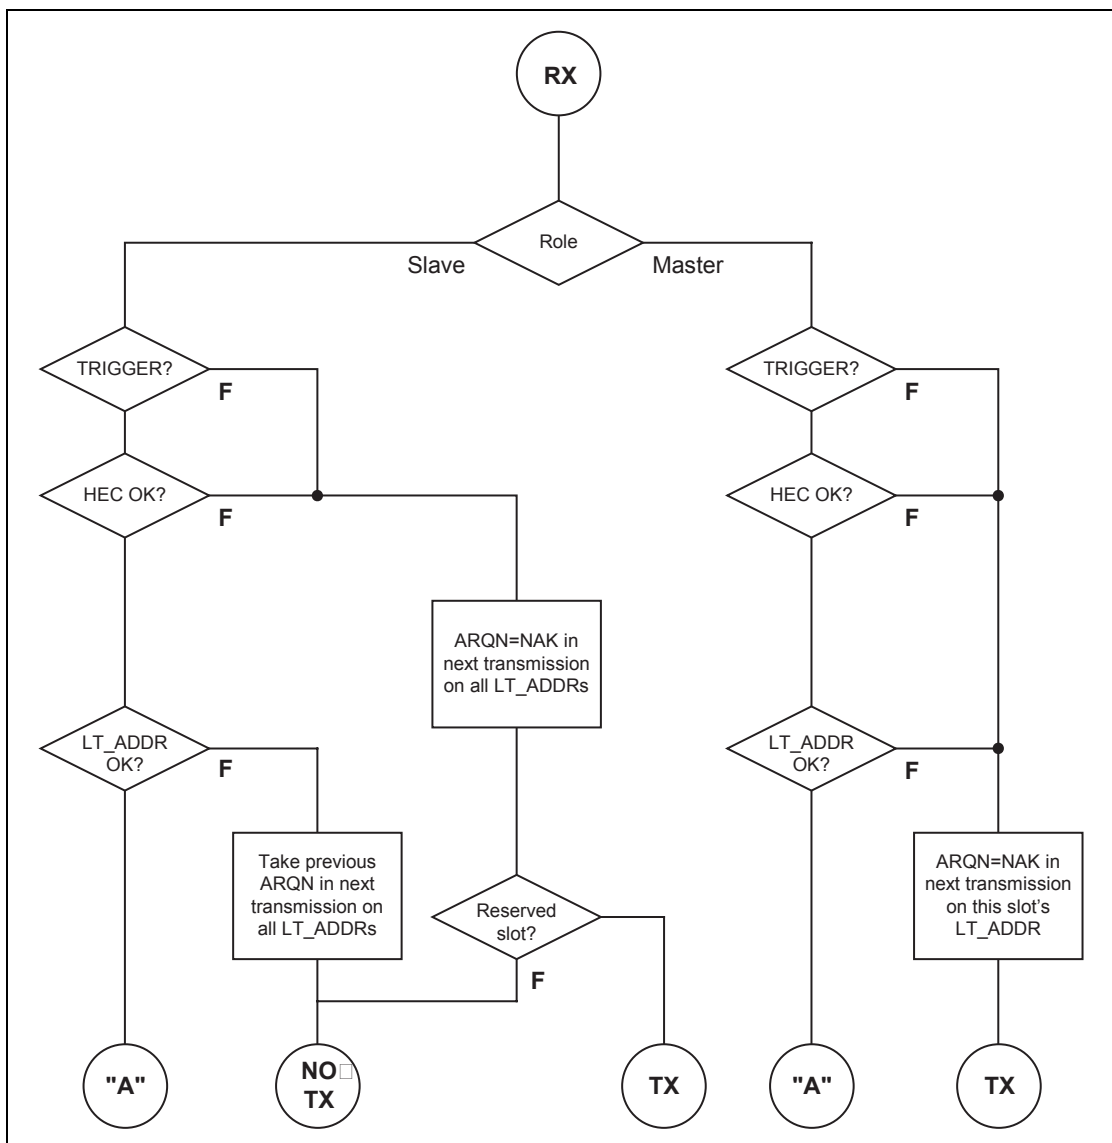 RX
Role
Slave
Master
TRIGGER?
F
TRIGGER?
F
HEC OK?
F
HEC OK?
F
ARQN=NAK in
next transmission
on all LT_ADDRs
LT_ADDR
OK?
F
LT_ADDR
OK?
F
Take previous
ARQN in next
transmission on
all LT_ADDRs
Reserved
slot?
F
ARQN=NAK in
next transmission
on this slot's
LT_ADDR
"A"
NO□
TX
TX
"A"
TX